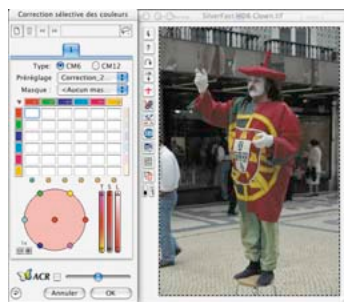 Correction sélective des couleurs
Type: CM6 CM12
Préréglage Correction_2...
Masque : <Aucun mas...
T S L
ACR
Annuler OK
SilverFast HDR Clown.tif